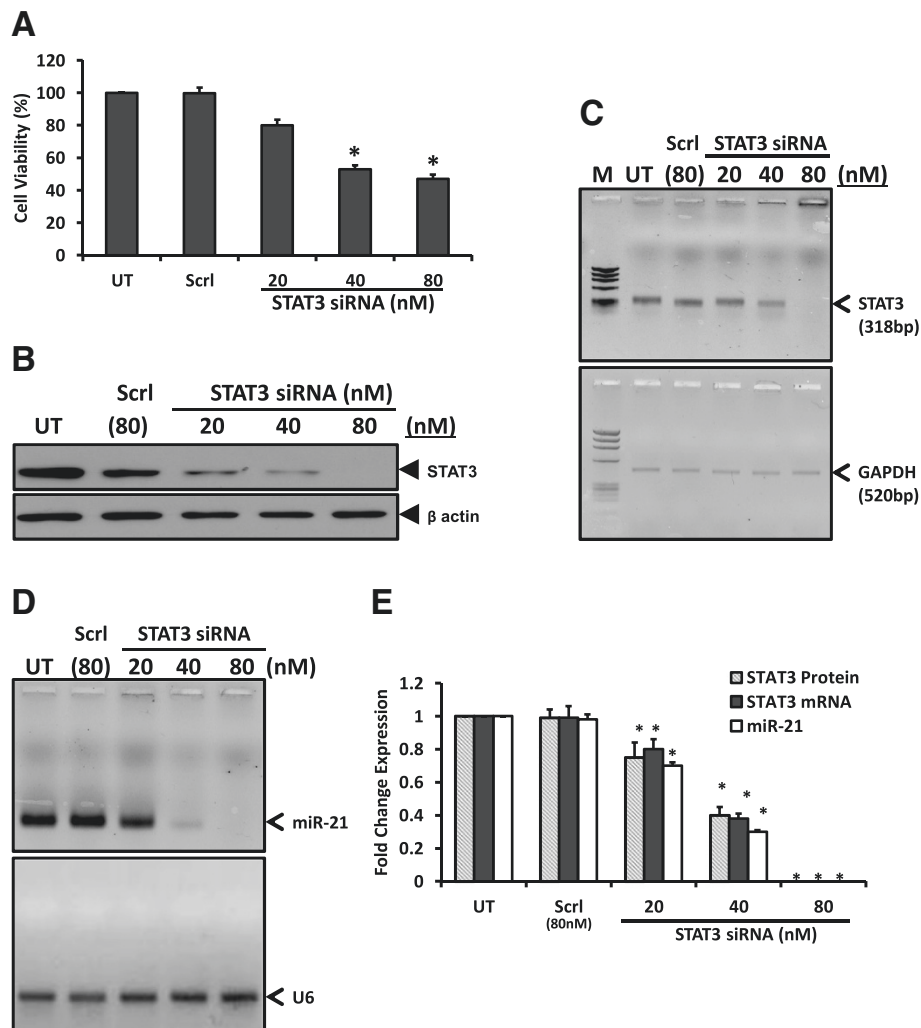 A
120
100
80
60
40
20
0
Cell Viability (%)
*
*
UT
Scrl
20
40
80
STAT3 siRNA (nM)
B
Scrl
STAT3 siRNA (nM)
UT
(80)
20
40
80
(nM)
STAT3
β actin
C
Scrl
STAT3 siRNA
M
UT
(80)
20
40
80
(nM)
STAT3
(318bp)
GAPDH
(520bp)
D
Scrl
STAT3 siRNA
UT
(80)
20
40
80
(nM)
miR-21
U6
E
STAT3 Protein
STAT3 mRNA
miR-21
1.2
1
0.8
0.6
0.4
0.2
0
Fold Change Expression
* * *
* * *
* * *
UT
Scrl
(80nM)
20
40
80
STAT3 siRNA (nM)